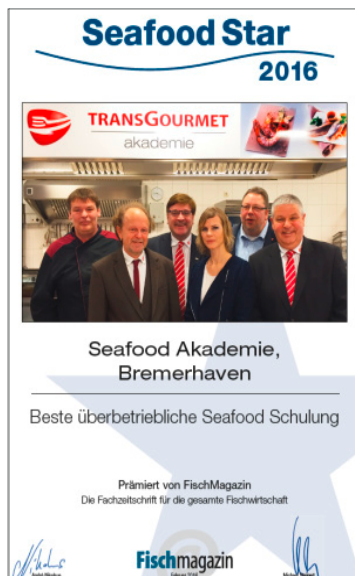 Seafood Star
2016
TRANSGOURMET
akademie
Seafood Akademie,
Bremerhaven
Beste überbetriebliche Seafood Schulung
Prämiert von FischMagazin
Die Fachzeitschrift für die gesamte Fischwirtschaft
Fischmagazin